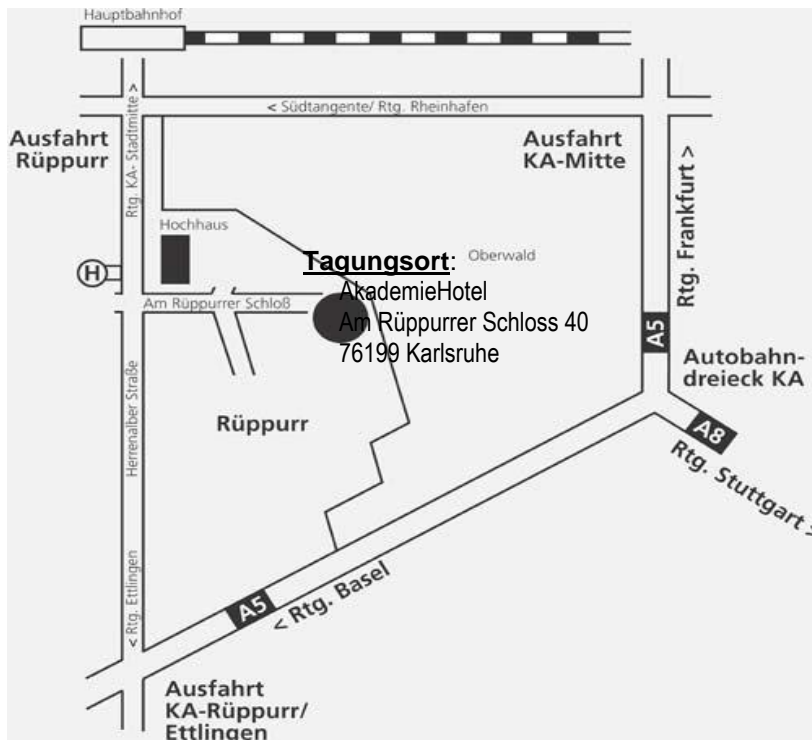 Hauptbahnhof
< Südtangente/ Rtg. Rheinhafen
Ausfahrt
Rüppurr
Rtg. KA- Stadtmitte >
Ausfahrt
KA-Mitte
Rtg. Frankfurt >
Hochhaus
Oberwald
H
Tagungsort:
AkademieHotel
Am Rüppurrer Schloss 40
76199 Karlsruhe
Am Rüppurrer Schloß
A5
Autobahn-
dreieck KA
A8
Rtg. Stuttgart >
Rüppurr
Herrenalber Straße
< Rtg. Ettlingen
A5
< Rtg. Basel
Ausfahrt
KA-Rüppurr/
Ettlingen